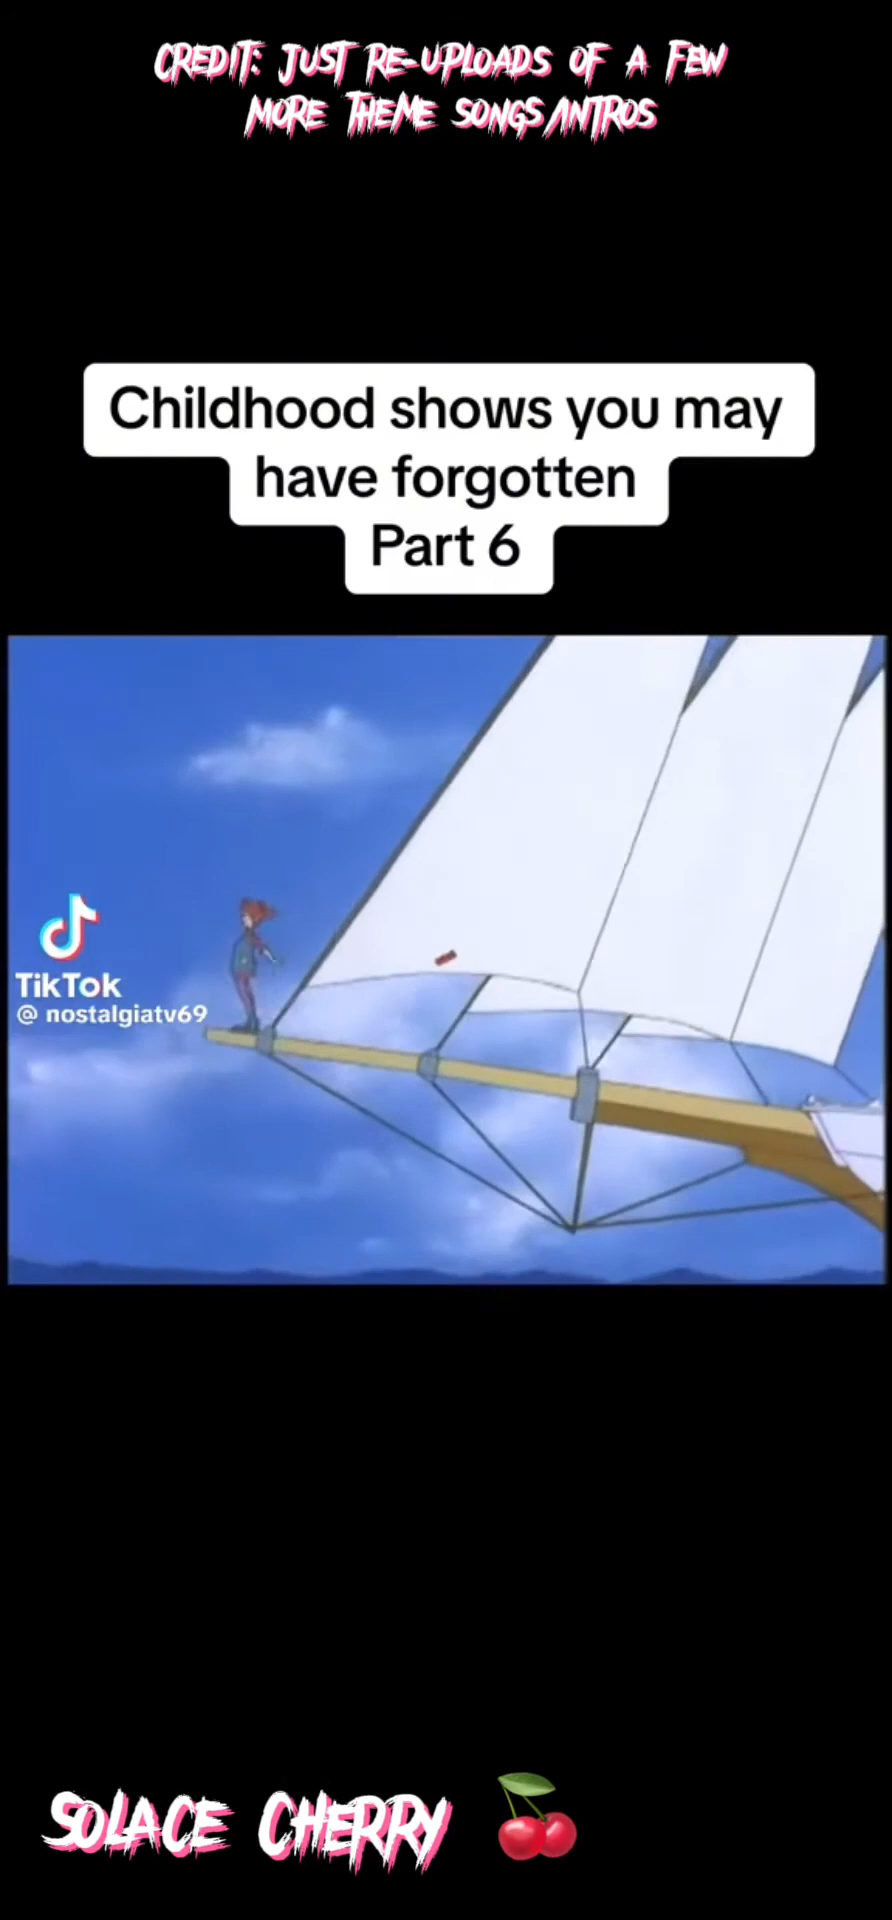 CREDIT: JUST RE-UPLOADS OF A FEW
MORE THEME SONGS/INTROS
Childhood shows you may
have forgotten
Part 6
TikTok
@ nostalgiatv69
SOLACE CHERRY